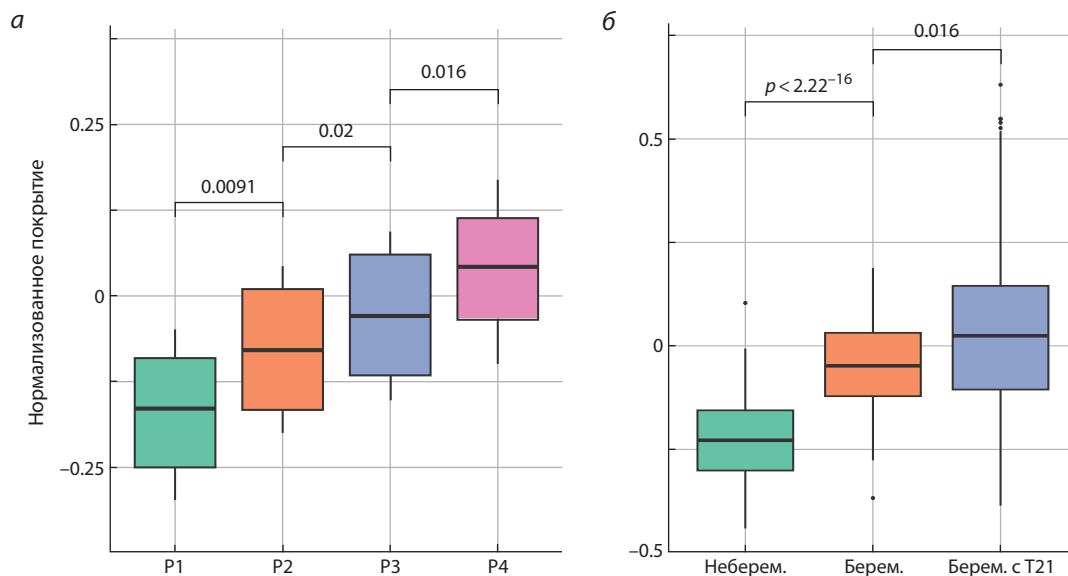 а
Нормализованное покрытие
0.25
0
−0.25
0.0091
0.02
0.016
P1
P2
P3
P4
б
0.5
0
−0.5
p < 2.22⁻¹⁶
0.016
Неберем.
Берем.
Берем. с Т21